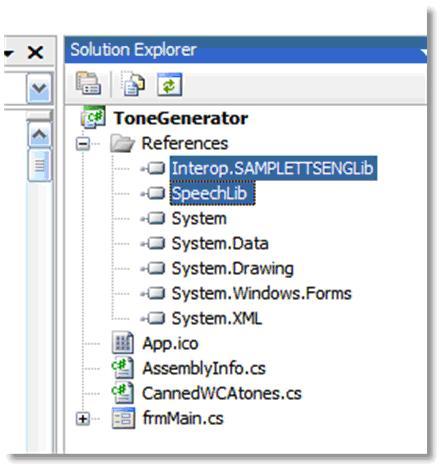 Solution Explorer
ToneGenerator
References
Interop.SAMPLETTSENGLib
SpeechLib
System
System.Data
System.Drawing
System.Windows.Forms
System.XML
App.ico
AssemblyInfo.cs
CannedWCAtones.cs
frmMain.cs